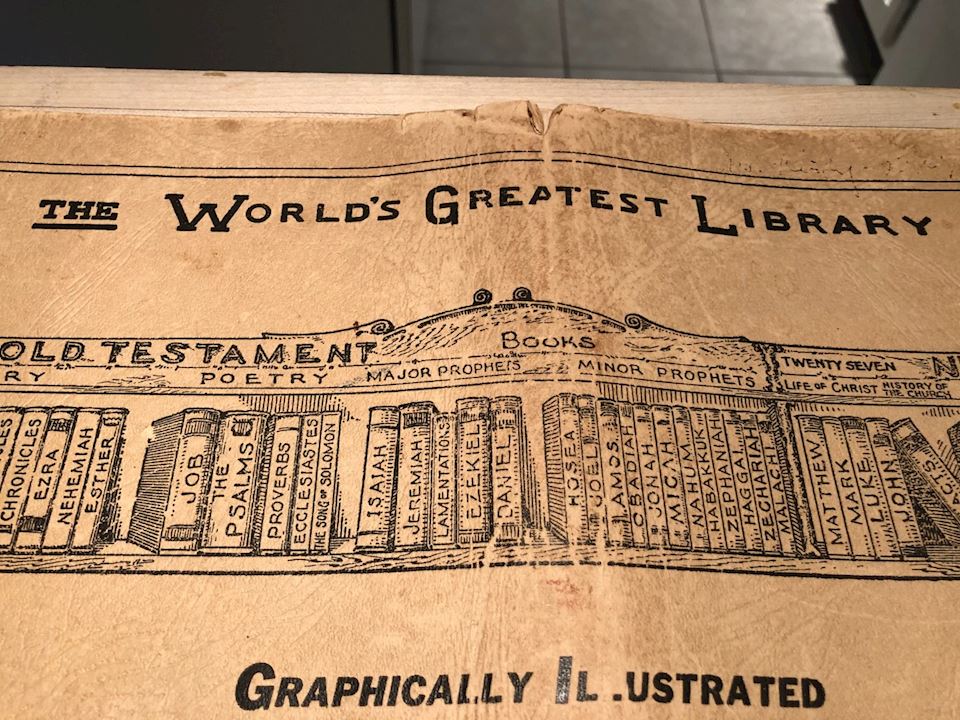 THE WORLD'S GREATEST LIBRARY
BOOKS
OLD TESTAMENT
TWENTY SEVEN
POETRY
MAJOR PROPHETS
MINOR PROPHETS
LIFE OF CHRIST
HISTORY OF
THE CHURCH
CHRONICLES
EZRA
NEHEMIAH
ESTHER
JOB
THE PSALMS
PROVERBS
ECCLESIASTES
THE SONG OF SOLOMON
ISAIAH
JEREMIAH
LAMENTATIONS
EZEKIEL
DANIEL
HOSEA
JOEL
AMOS
OBADIAH
JONAH
MICAH
NAHUM
HABAKKUK
ZEPHANIAH
HAGGAI
ZECHARIAH
MALACHI
MATTHEW
MARK
LUKE
JOHN
GRAPHICALLY ILLUSTRATED